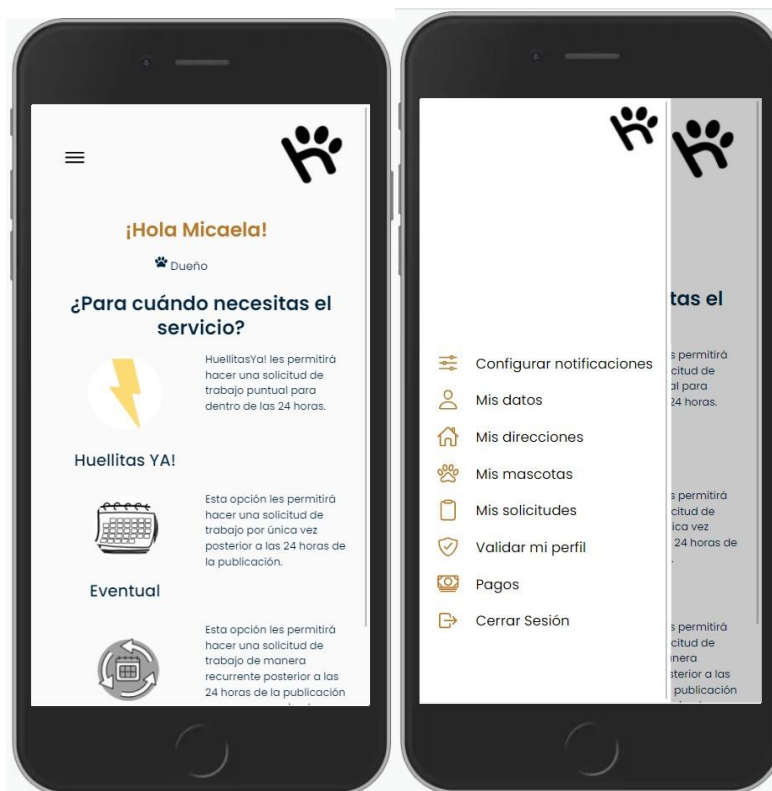 ¡Hola Micaela!
Dueño
¿Para cuándo necesitas el
servicio?
HuellitasYa! les permitirá
hacer una solicitud de
trabajo puntual para
dentro de las 24 horas.
Huellitas YA!
Esta opción les permitirá
hacer una solicitud de
trabajo por única vez
posterior a las 24 horas de
la publicación.
Eventual
Esta opción les permitirá
hacer una solicitud de
trabajo de manera
recurrente posterior a las
24 horas de la publicación
Configurar notificaciones
Mis datos
Mis direcciones
Mis mascotas
Mis solicitudes
Validar mi perfil
Pagos
Cerrar Sesión
tas el
s permitirá
citud de
al para
24 horas.
s permitirá
citud de
ica vez
24 horas de
.
s permitirá
citud de
anera
sterior a las
publicación